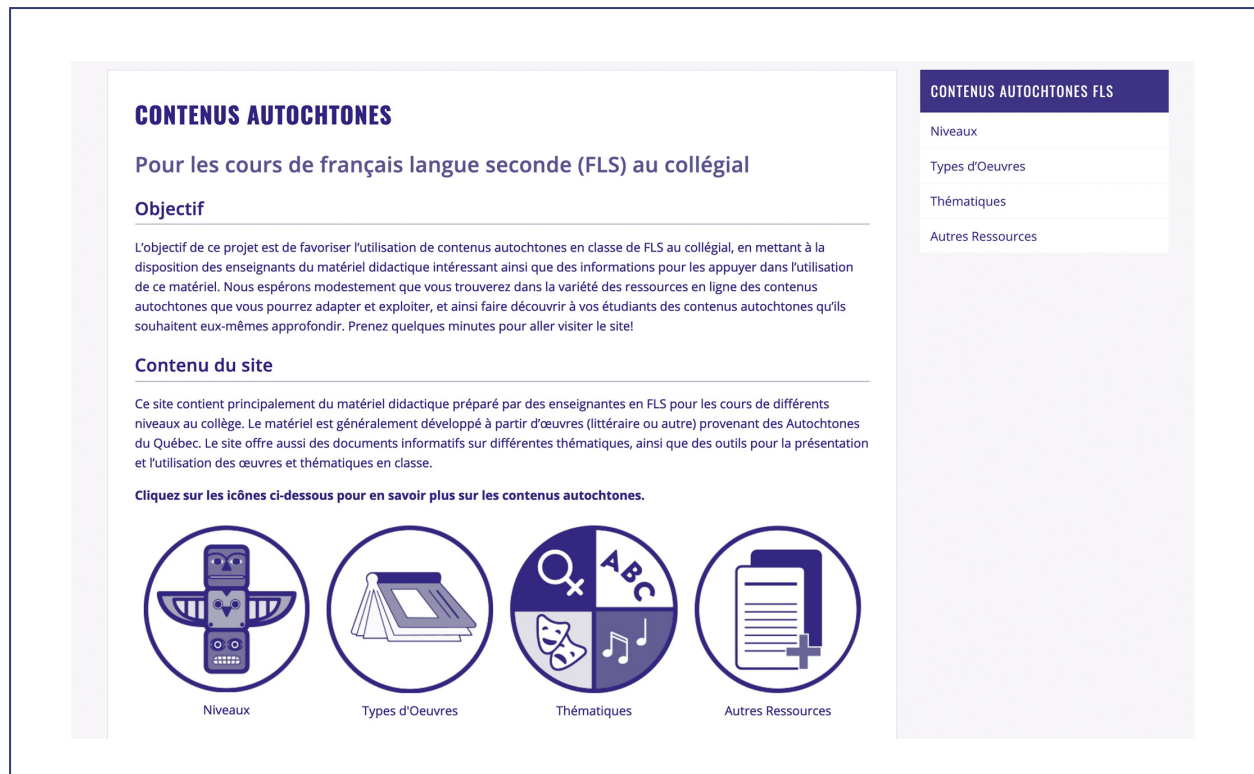 CONTENUS AUTOCHTONES
Pour les cours de français langue seconde (FLS) au collégial
Objectif
L'objectif de ce projet est de favoriser l'utilisation de contenus autochtones en classe de FLS au collégial, en mettant à la
disposition des enseignants du matériel didactique intéressant ainsi que des informations pour les appuyer dans l'utilisation
de ce matériel. Nous espérons modestement que vous trouverez dans la variété des ressources en ligne des contenus
autochtones que vous pourrez adapter et exploiter, et ainsi faire découvrir à vos étudiants des contenus autochtones qu'ils
souhaitent eux-mêmes approfondir. Prenez quelques minutes pour aller visiter le site!
Contenu du site
Ce site contient principalement du matériel didactique préparé par des enseignantes en FLS pour les cours de différents
niveaux au collège. Le matériel est généralement développé à partir d'œuvres (littéraire ou autre) provenant des Autochtones
du Québec. Le site offre aussi des documents informatifs sur différentes thématiques, ainsi que des outils pour la présentation
et l'utilisation des œuvres et thématiques en classe.
Cliquez sur les icônes ci-dessous pour en savoir plus sur les contenus autochtones.
ABC
Niveaux
Types d'Oeuvres
Thématiques
Autres Ressources
CONTENUS AUTOCHTONES FLS
Niveaux
Types d'Oeuvres
Thématiques
Autres Ressources